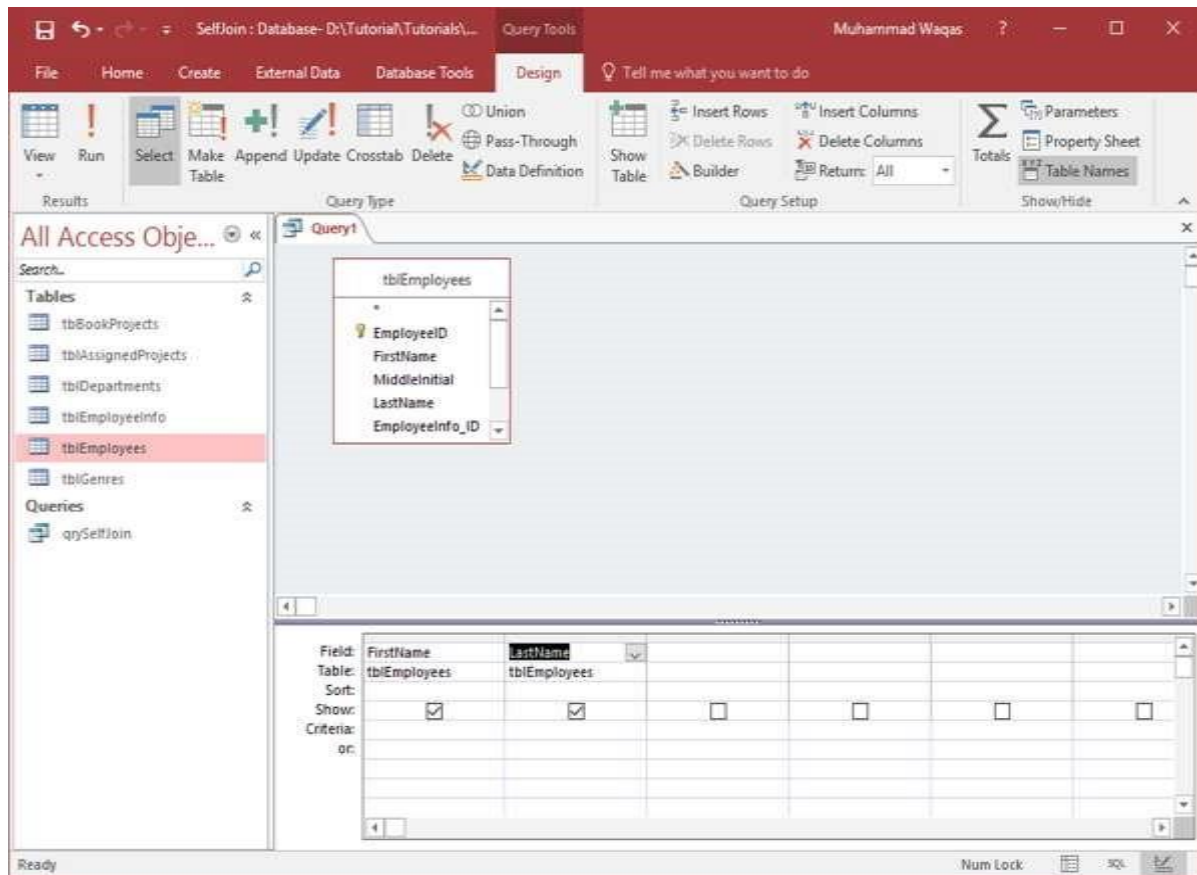 SelfJoin : Database- D:\Tutorial\Tutorials\... Query Tools Muhammad Waqas ?
File Home Create External Data Database Tools Design Tell me what you want to do
View Run Select Make Table Append Update Crosstab Delete
Union
Pass-Through
Data Definition
Show Table
Insert Rows
Delete Rows
Builder
Insert Columns
Delete Columns
Return: All
Totals
Parameters
Property Sheet
Table Names
Results Query Type Query Setup Show/Hide
All Access Obje...
Search..
Tables
tbBookProjects
tblAssignedProjects
tblDepartments
tblEmployeeInfo
tblEmployees
tblGenres
Queries
qrySelfJoin
Query1
tblEmployees
*
EmployeeID
FirstName
MiddleInitial
LastName
EmployeeInfo_ID
Field: FirstName LastName
Table: tblEmployees tblEmployees
Sort:
Show:
Criteria:
or:
Ready Num Lock SQL